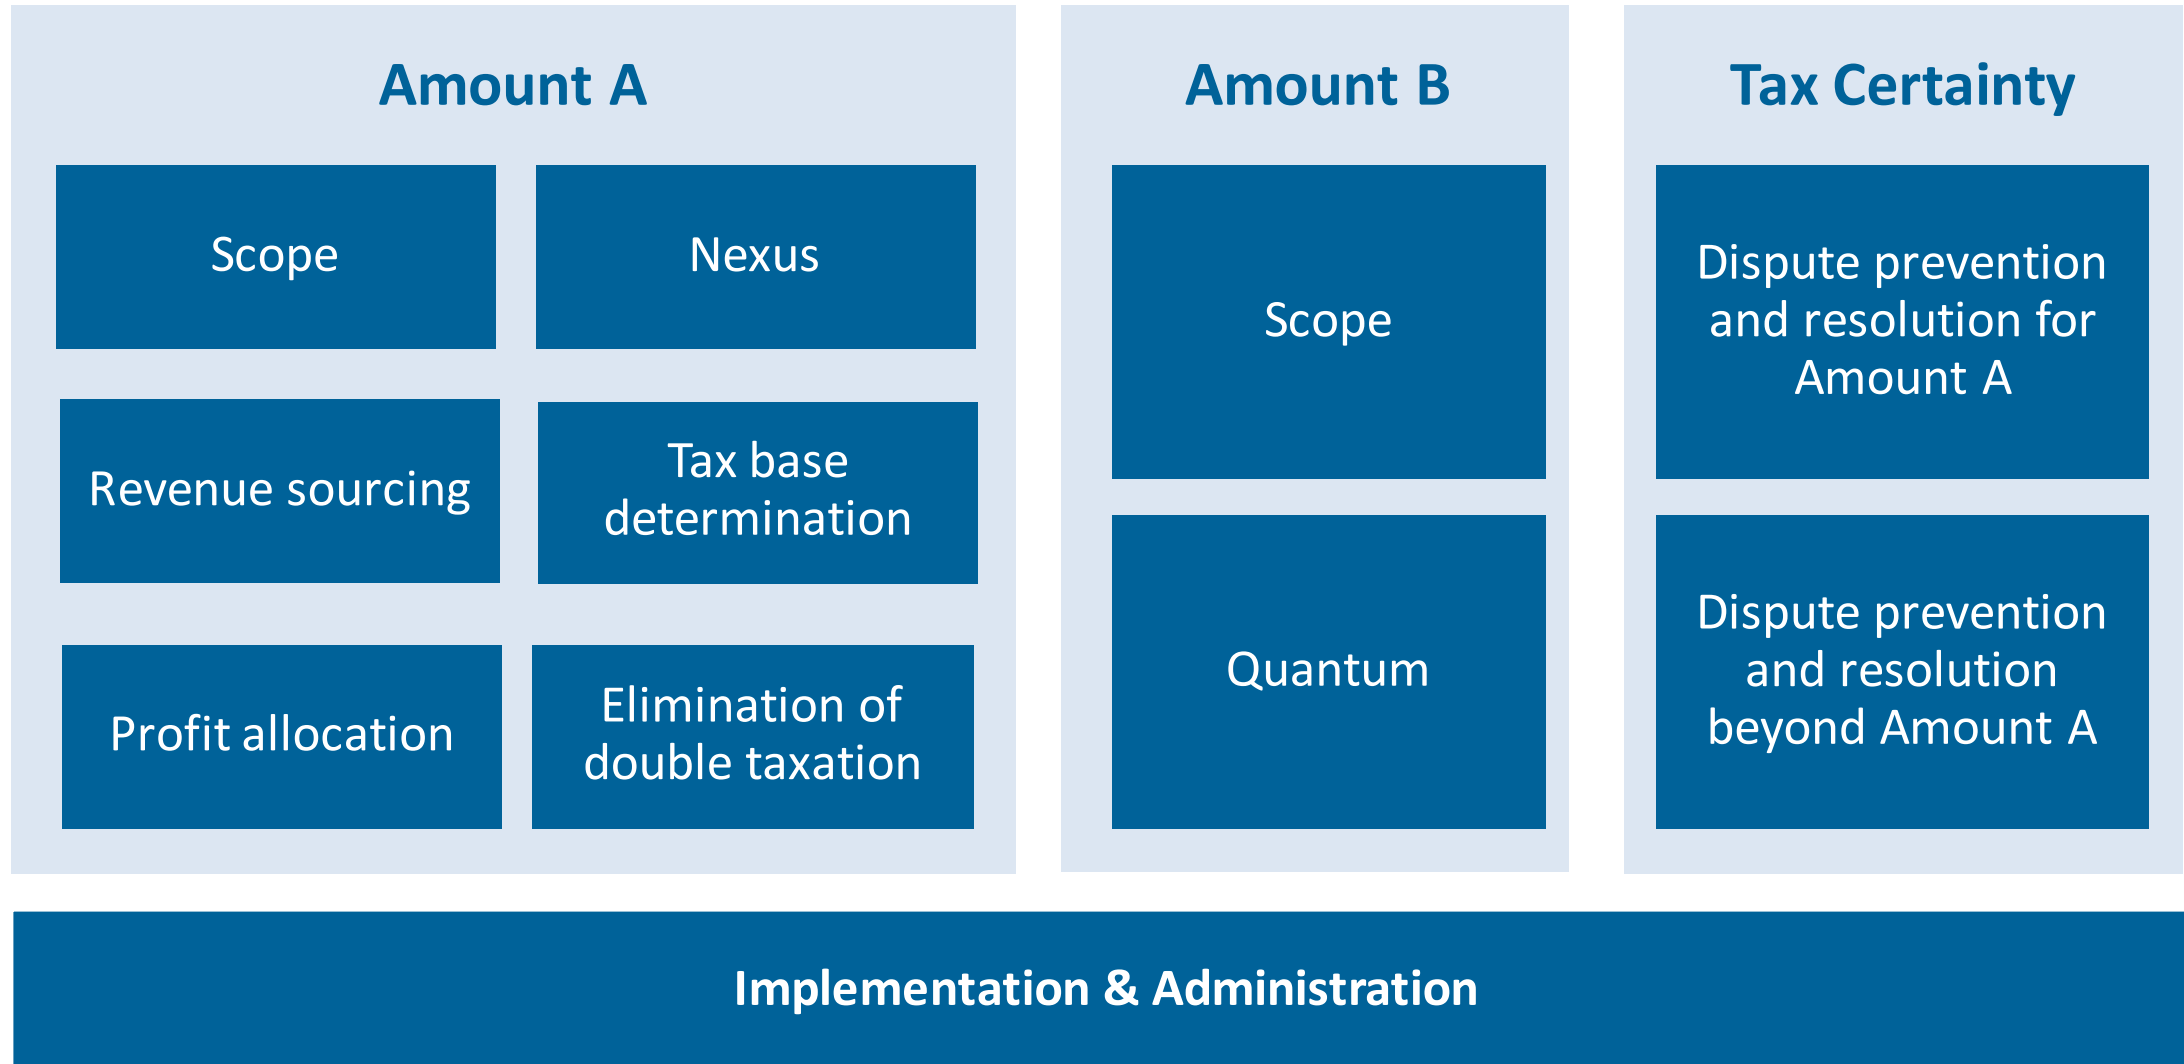 Amount A
Scope
Nexus
Revenue sourcing
Tax base
determination
Profit allocation
Elimination of
double taxation
Amount B
Scope
Quantum
Tax Certainty
Dispute prevention
and resolution for
Amount A
Dispute prevention
and resolution
beyond Amount A
Implementation & Administration